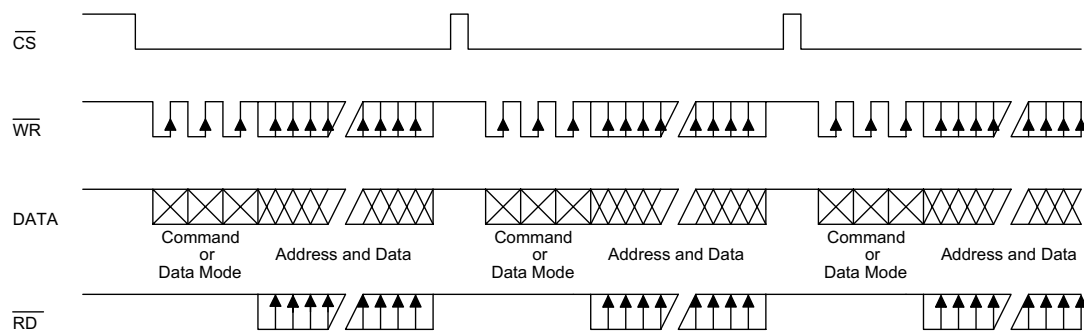 CS
WR
DATA
Command
or
Data Mode
Address and Data
Command
or
Data Mode
Address and Data
Command
or
Data Mode
Address and Data
RD